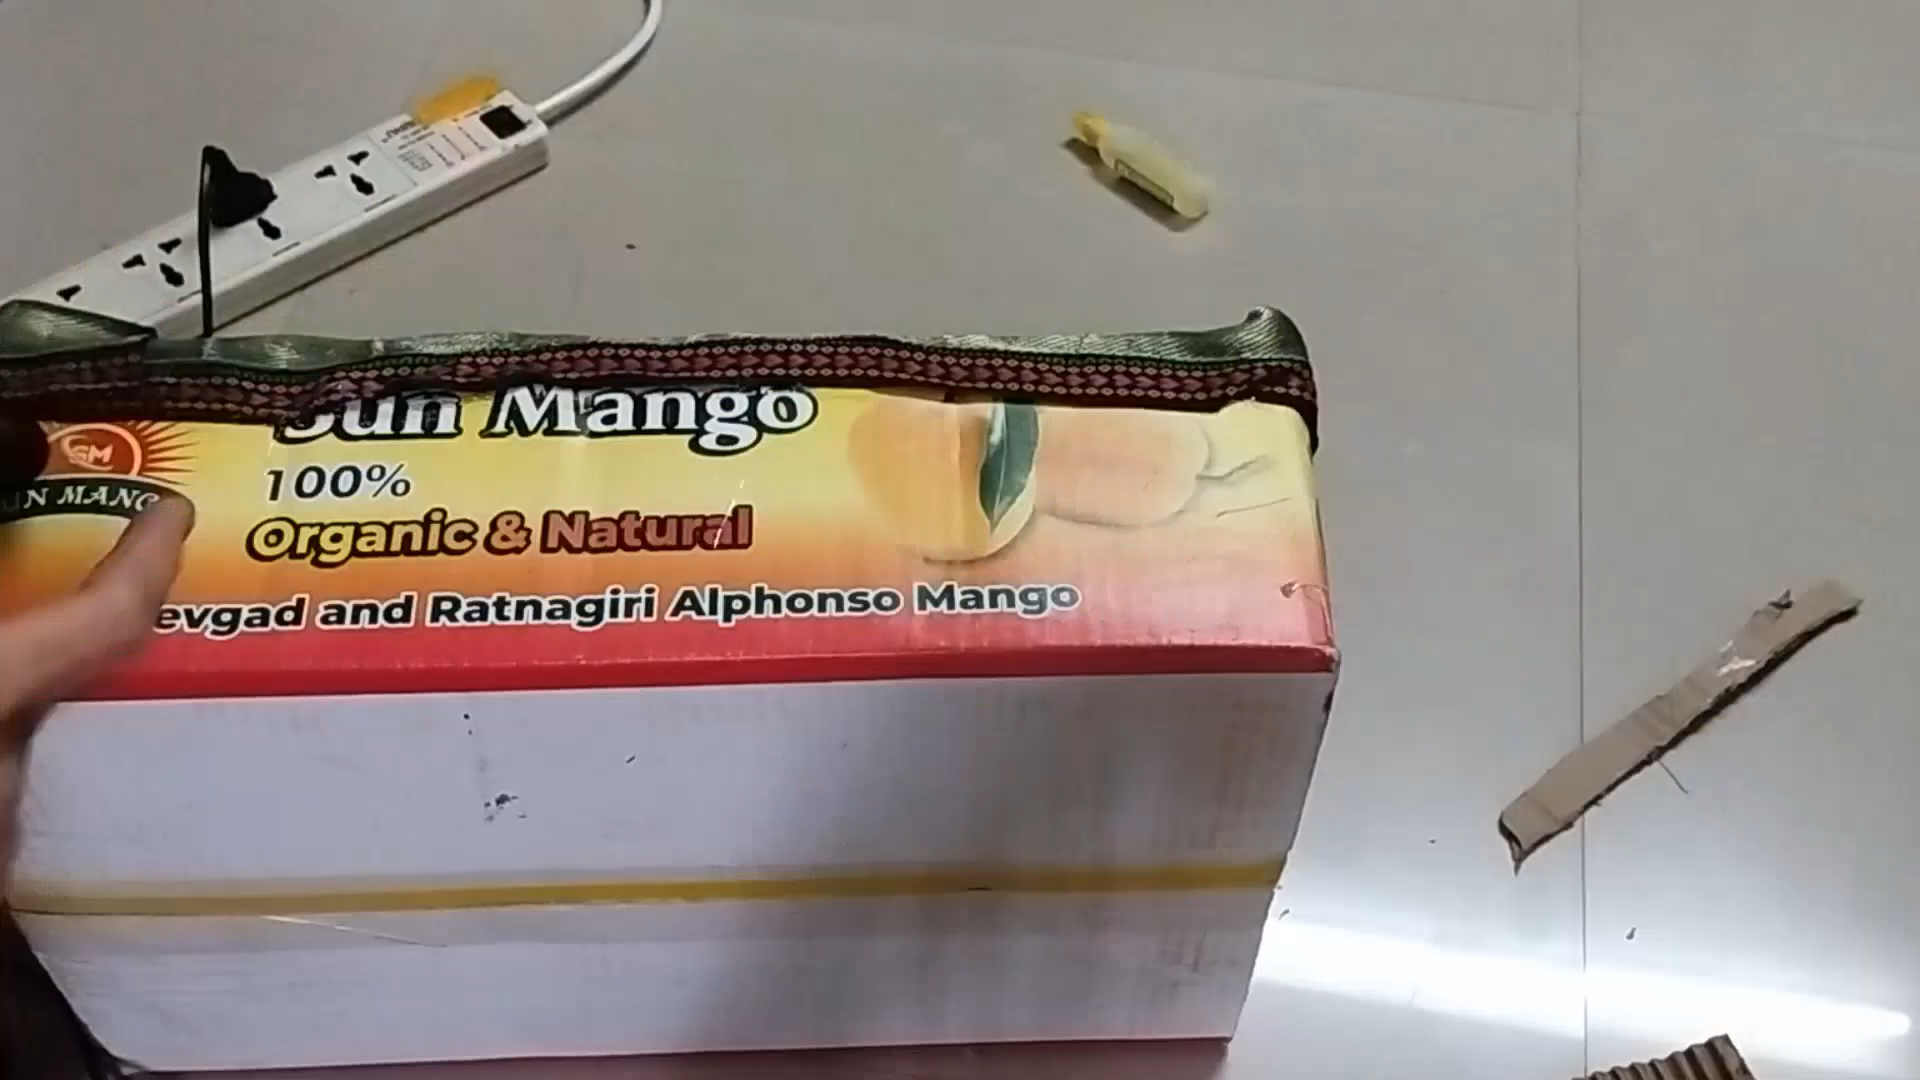 Sun Mango
SM
UN MANG
100%
Organic & Natural
evgad and Ratnagiri Alphonso Mango